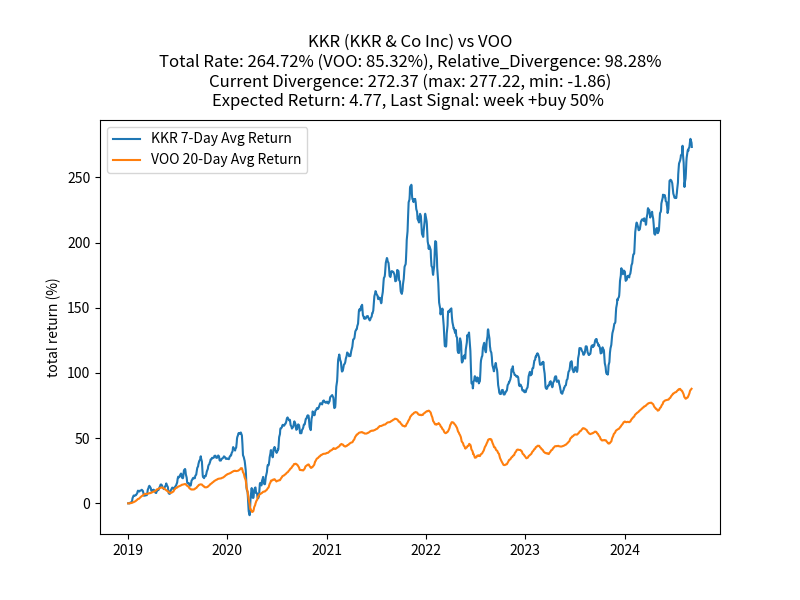 KKR (KKR & Co Inc) vs VOO
Total Rate: 264.72% (VOO: 85.32%), Relative_Divergence: 98.28%
Current Divergence: 272.37 (max: 277.22, min: -1.86)
Expected Return: 4.77, Last Signal: week +buy 50%
KKR 7-Day Avg Return
VOO 20-Day Avg Return
total return (%)
250
200
150
100
50
0
2019
2020
2021
2022
2023
2024